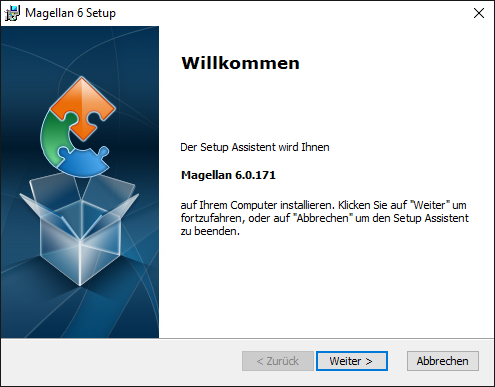 Magellan 6 Setup
Willkommen
Der Setup Assistent wird Ihnen
Magellan 6.0.171
auf Ihrem Computer installieren. Klicken Sie auf "Weiter" um
fortzufahren, oder auf "Abbrechen" um den Setup Assistent
zu beenden.
< Zurück
Weiter >
Abbrechen